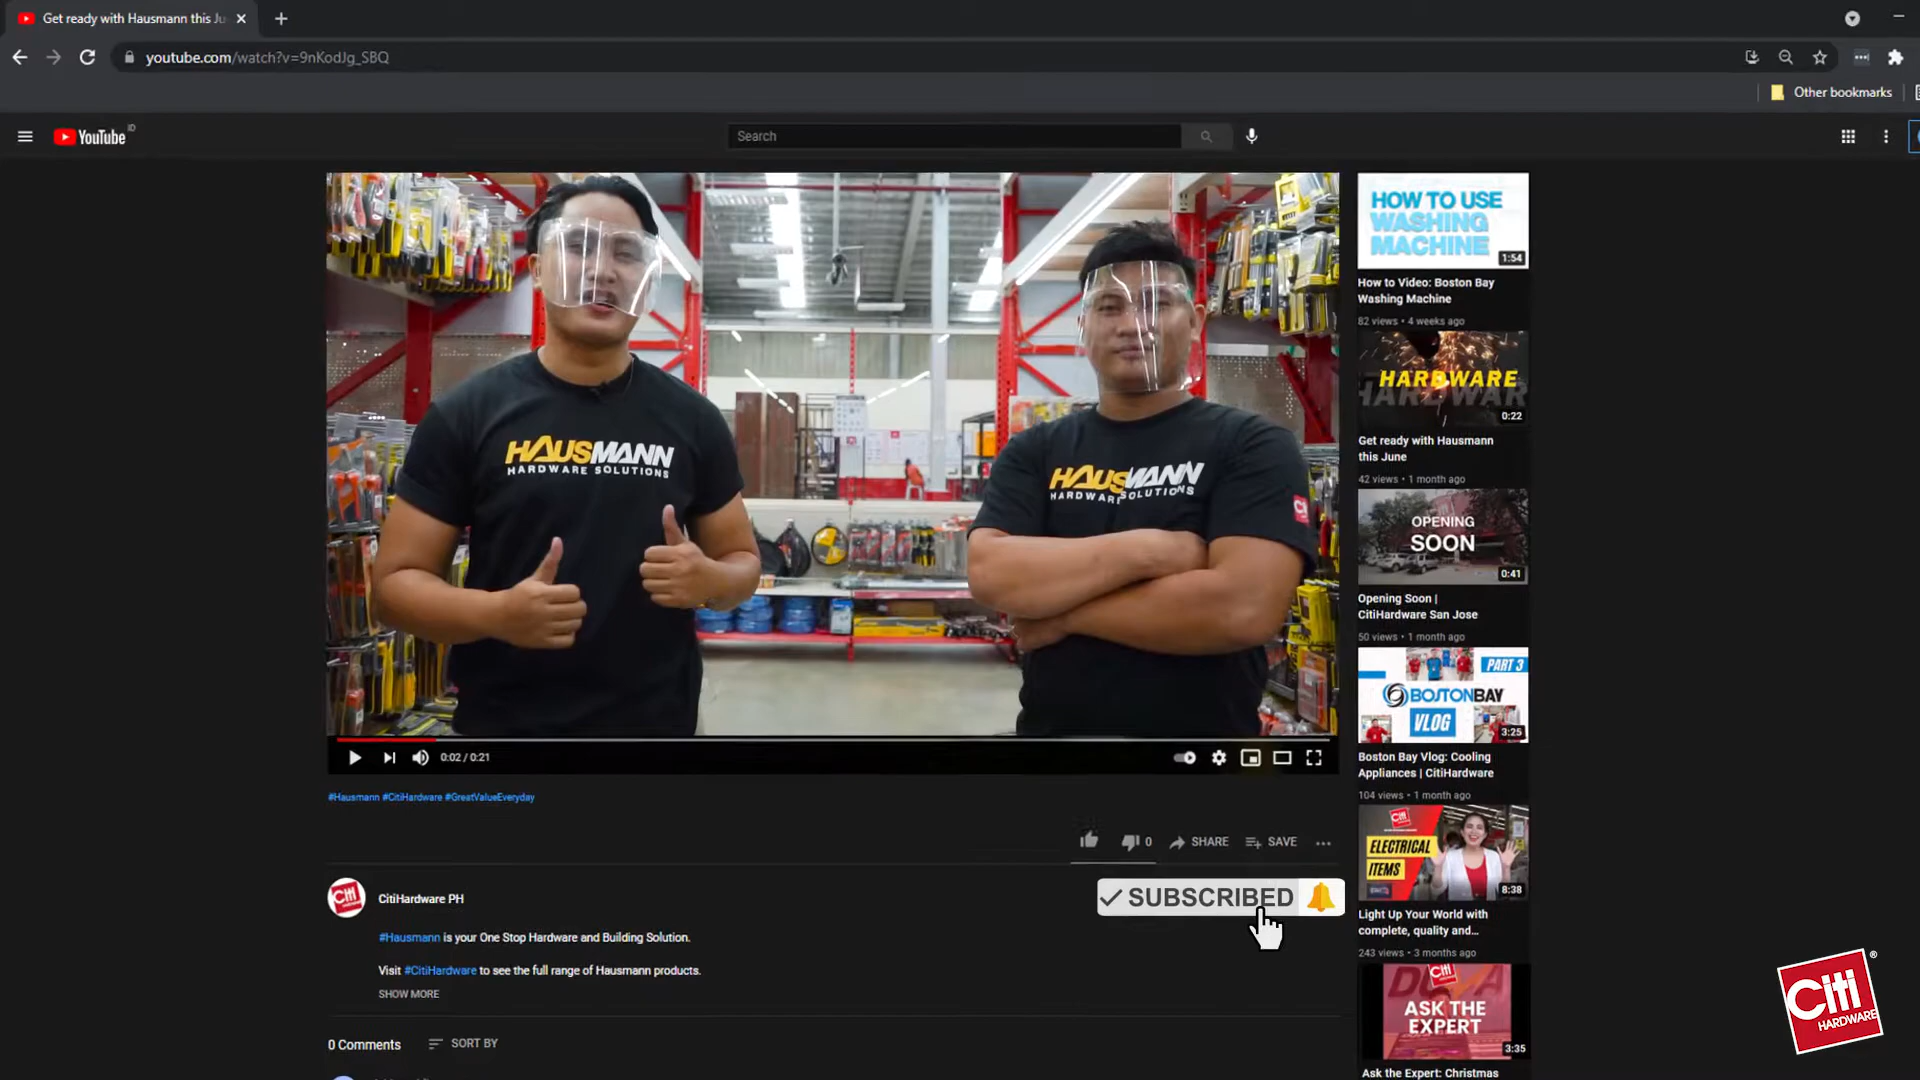 Get ready with Hausmann this Ju
youtube.com/watch?v=9nKodJg_SBQ
Other bookmarks
YouTube ID
Search
HAUSMANN
HARDWARE SOLUTIONS
HAUSMANN
HARDWARE SOLUTIONS
Citi
0:02 / 0:21
#Hausmann #CitiHardware #GreatValueEveryday
0
SHARE
SAVE
CitiHardware PH
SUBSCRIBED
#Hausmann is your One Stop Hardware and Building Solution.
Visit #CitiHardware to see the full range of Hausmann products.
SHOW MORE
0 Comments
SORT BY
HOW TO USE
WASHING
MACHINE
1:54
How to Video: Boston Bay
Washing Machine
82 views • 4 weeks ago
HARDWARE
HARDWAR
0:22
Get ready with Hausmann
this June
42 views • 1 month ago
OPENING
SOON
0:41
Opening Soon |
CitiHardware San Jose
50 views • 1 month ago
PART 3
BOSTONBAY
VLOG
3:25
Boston Bay Vlog: Cooling
Appliances | CitiHardware
104 views • 1 month ago
Citi
ELECTRICAL
ITEMS
8:38
Light Up Your World with
complete, quality and...
243 views • 3 months ago
Citi
ASK THE
EXPERT
3:35
Ask the Expert: Christmas
Citi
HARDWARE
®